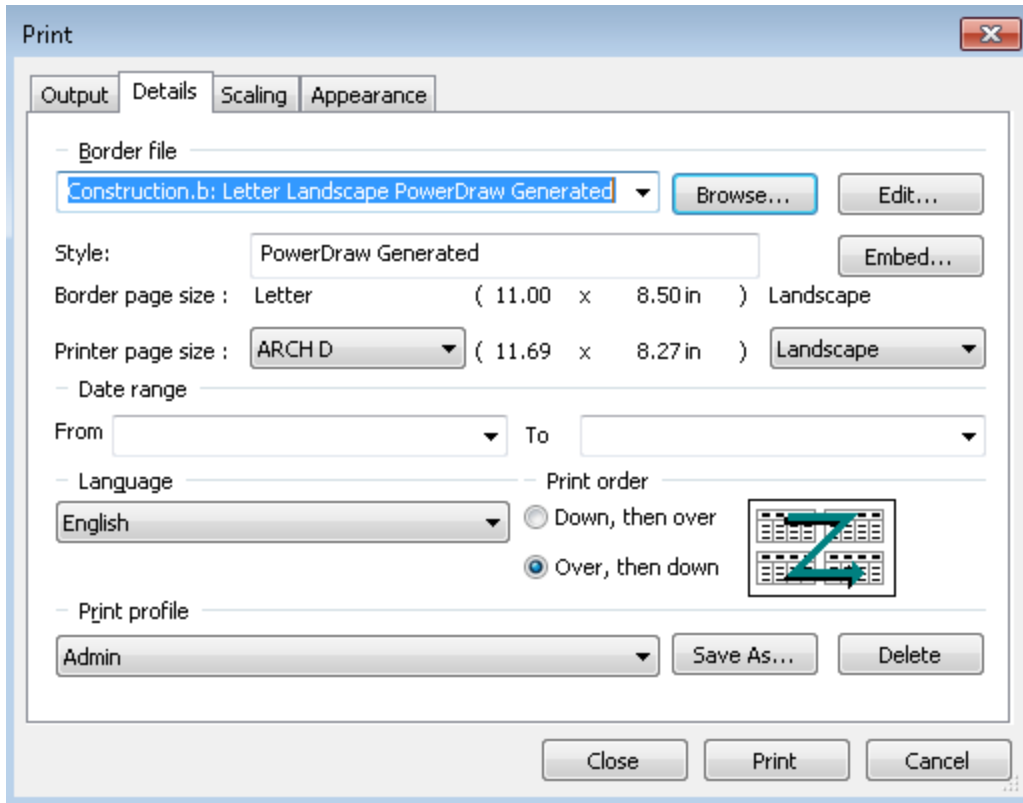 Print
Output Details Scaling Appearance
Border file
Construction.b: Letter Landscape PowerDraw Generated Browse... Edit...
Style: PowerDraw Generated Embed...
Border page size : Letter ( 11.00 x 8.50 in ) Landscape
Printer page size : ARCH D ( 11.69 x 8.27 in ) Landscape
Date range
From To
Language Print order
English Down, then over
Over, then down
Print profile
Admin Save As... Delete
Close Print Cancel